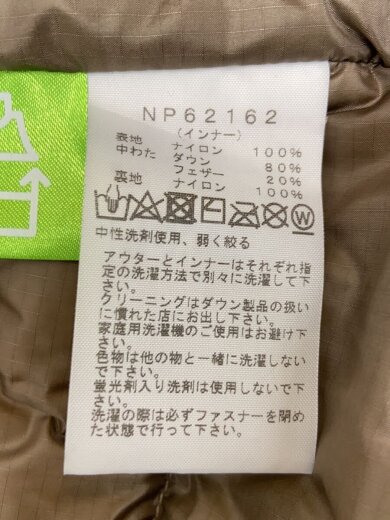 NP62162
(インナー)
表地 ナイロン 100%
中わた ダウン 80%
フェザー 20%
裏地 ナイロン 100%
中性洗剤使用、弱く絞る
アウターとインナーはそれぞれ指
定の洗濯方法で別々に洗濯して下
さい。
クリーニングはダウン製品の扱い
に慣れた店にお出し下さい。
家庭用洗濯機のご使用はお避け下
さい。
色物は他の物と一緒に洗濯しない
で下さい。
蛍光剤入り洗剤は使用しないで下
さい。
洗濯の際は必ずファスナーを閉め
た状態で行って下さい。